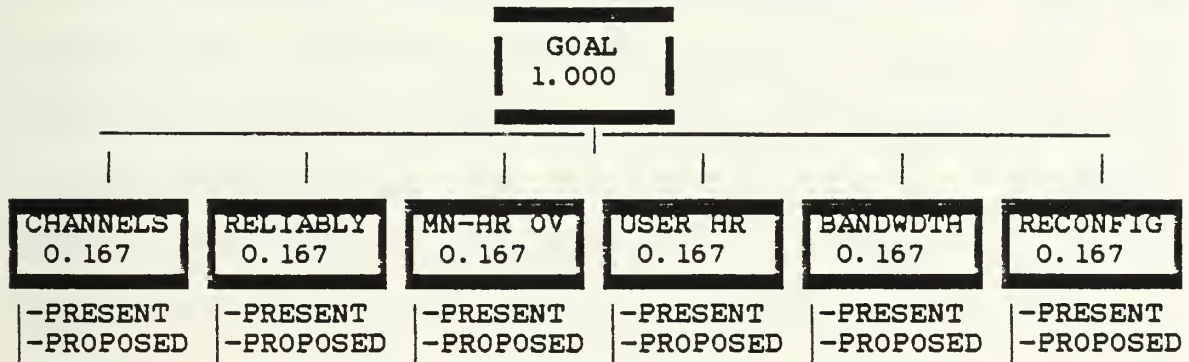 GOAL
1.000
CHANNELS RELIABLY MN-HR OV USER HR BANDWDTH RECONFIG
0.167 0.167 0.167 0.167 0.167 0.167
-PRESENT -PRESENT -PRESENT -PRESENT -PRESENT -PRESENT
-PROPOSED -PROPOSED -PROPOSED -PROPOSED -PROPOSED -PROPOSED